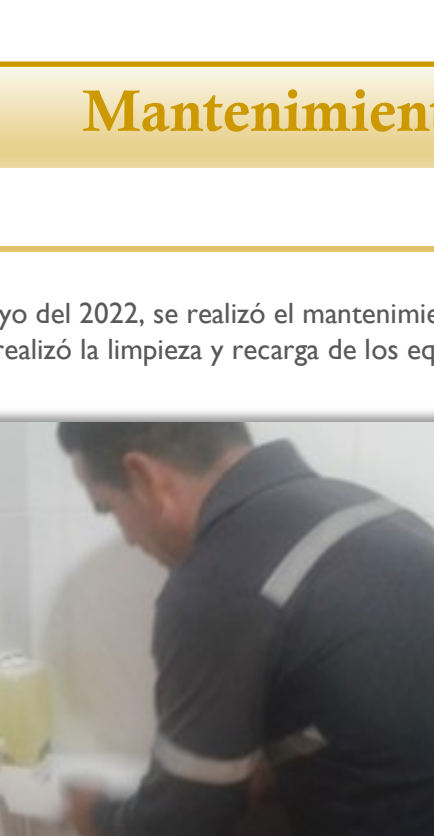 Mantenimient
yo del 2022, se realizó el mantenimie
realizó la limpieza y recarga de los eq